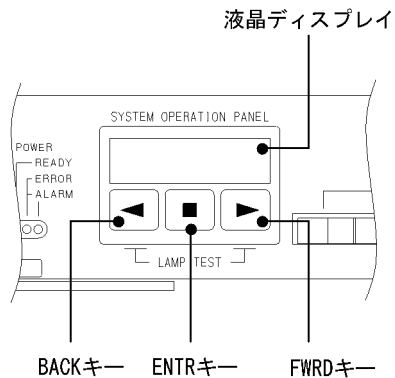 液晶ディスプレイ
SYSTEM OPERATION PANEL
POWER
READY
ERROR
ALARM
LAMP TEST
BACKキー ENTRキー FWRDキー